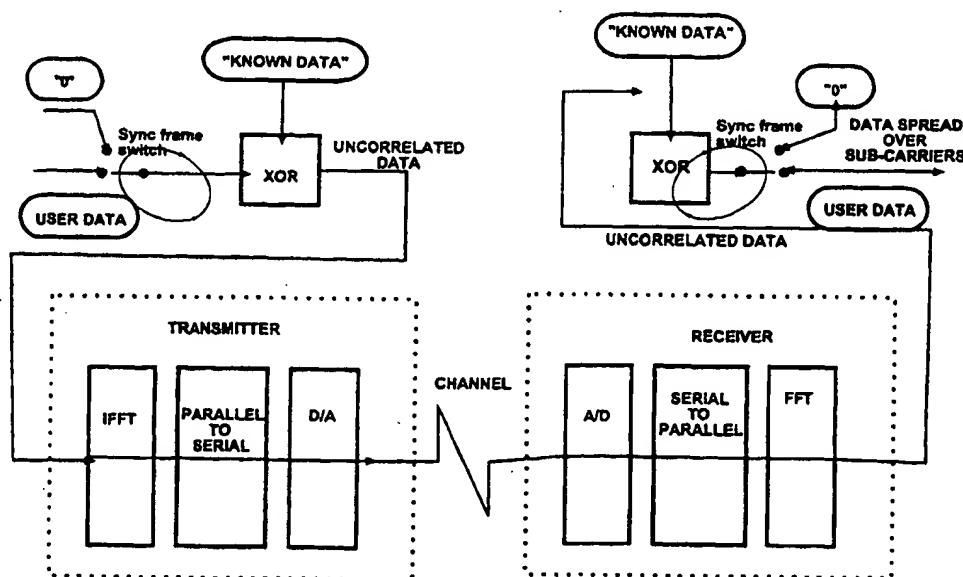 "KNOWN DATA"
"0"
Sync frame
switch
XOR
UNCORRELATED
DATA
USER DATA
"KNOWN DATA"
"0"
Sync frame
switch
XOR
DATA SPREAD
OVER
SUB-CARRIERS
USER DATA
UNCORRELATED DATA
TRANSMITTER
IFFT
PARALLEL
TO
SERIAL
D/A
CHANNEL
RECEIVER
A/D
SERIAL
TO
PARALLEL
FFT